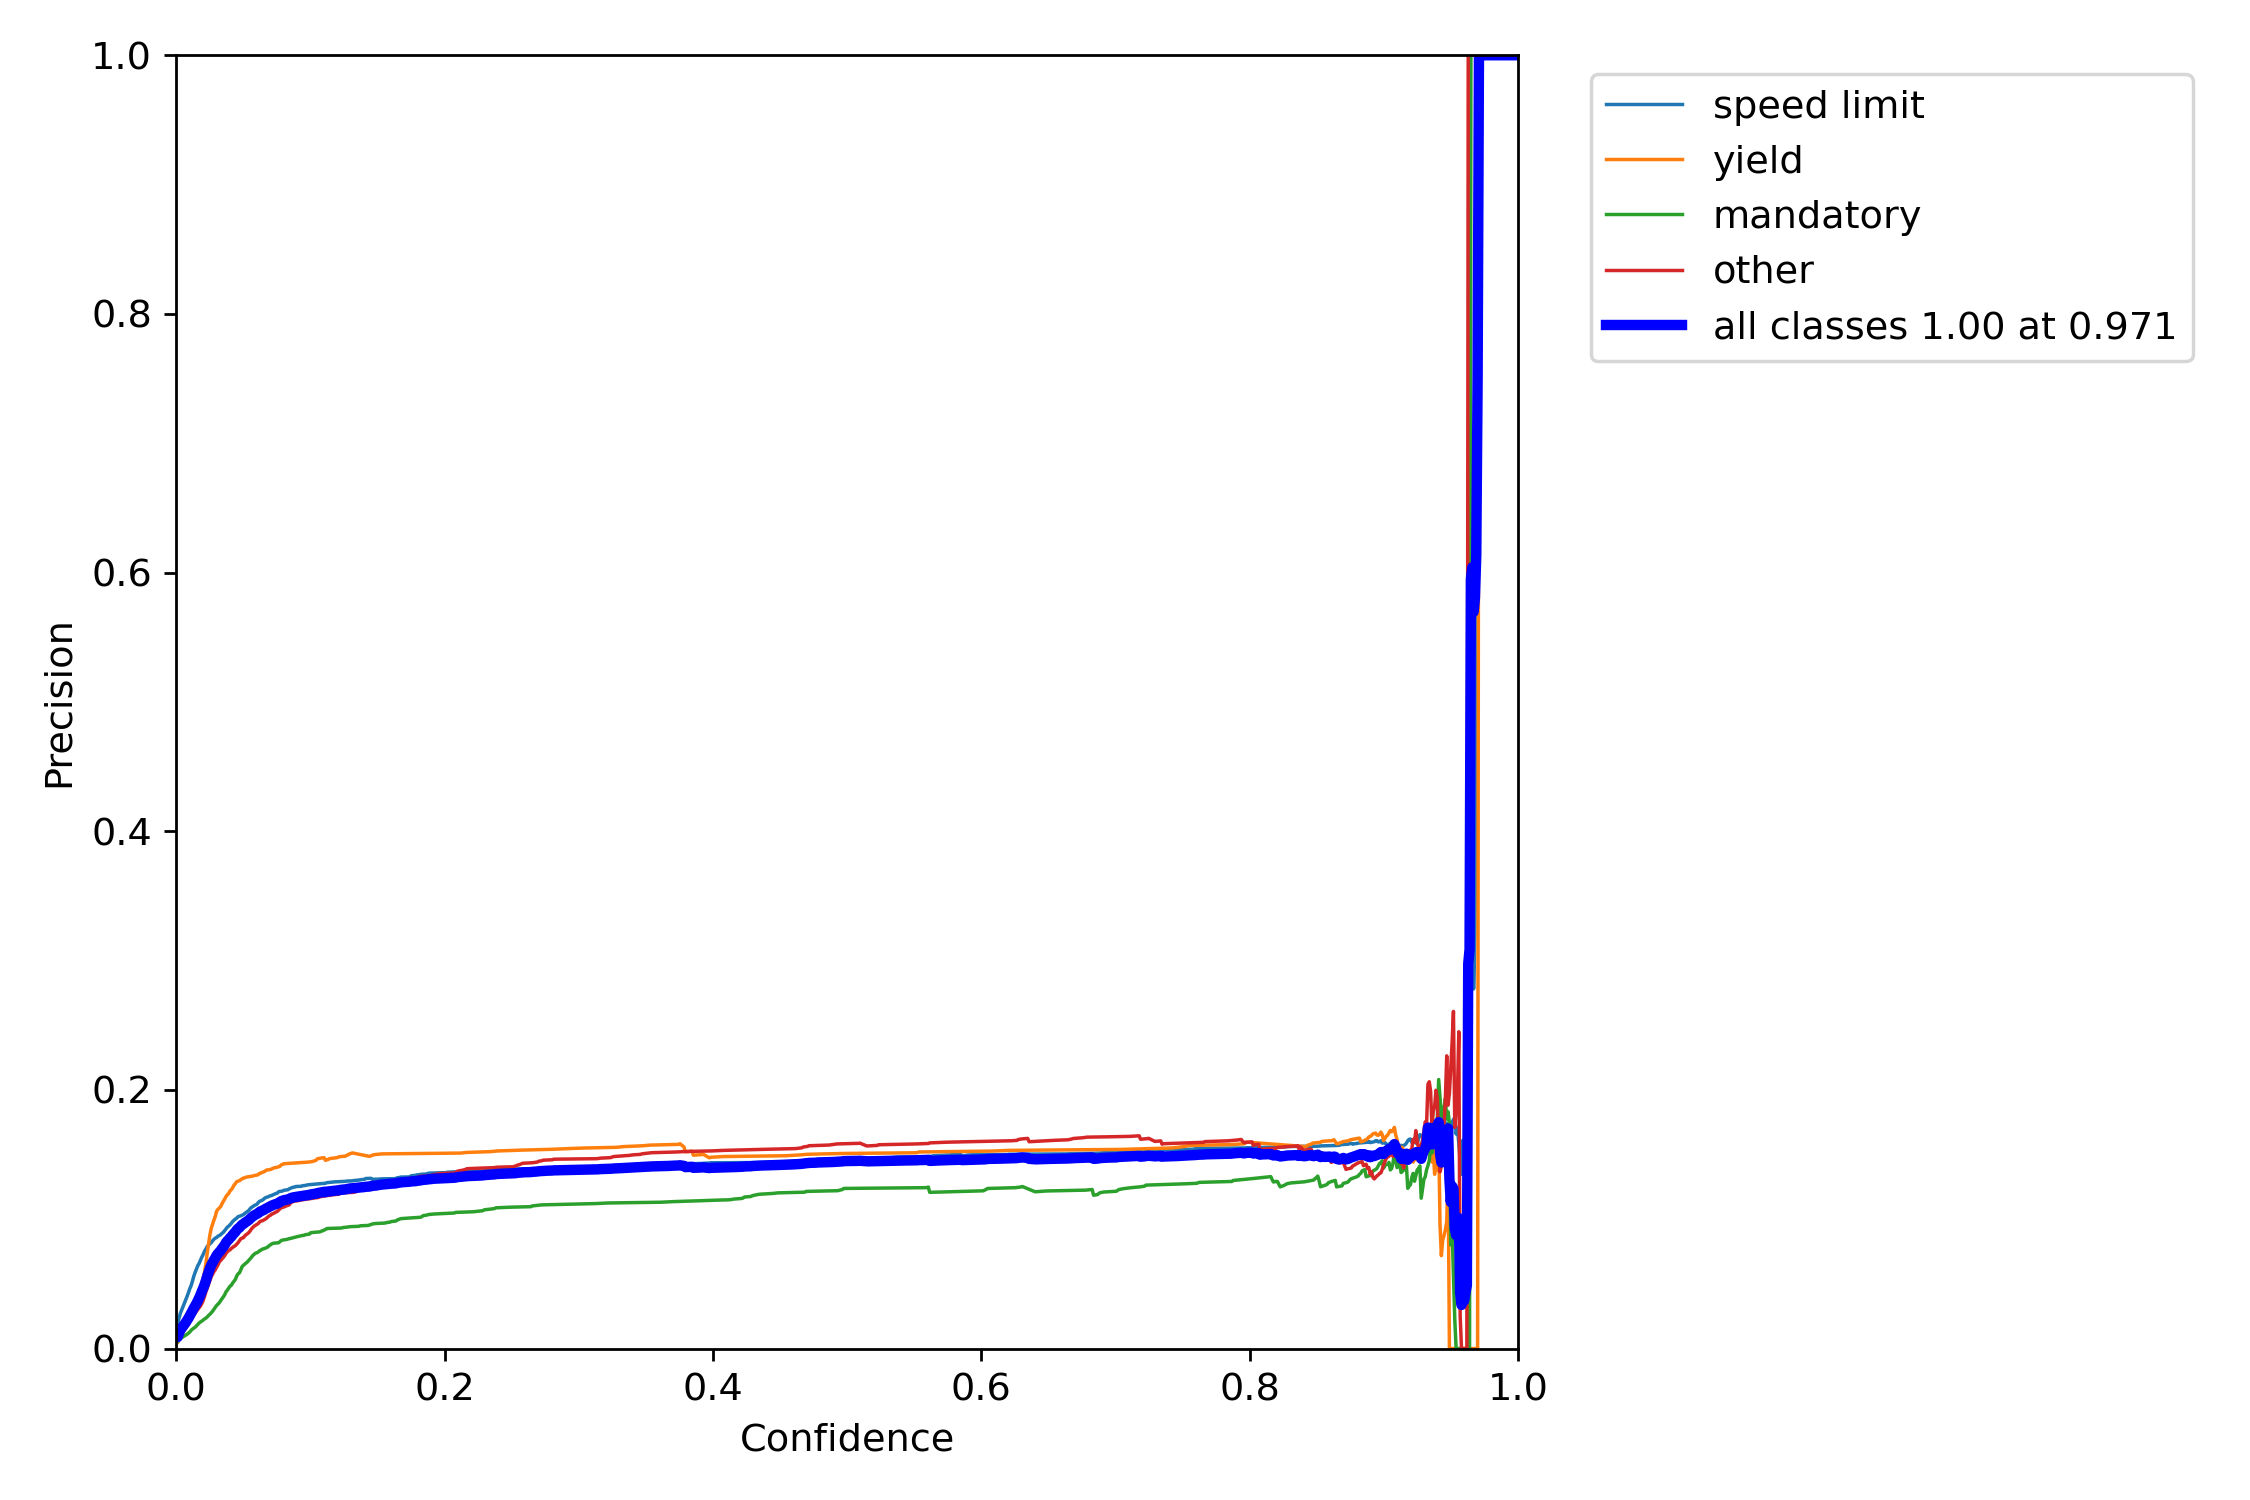 1.0
0.8
0.6
0.4
0.2
0.0
Precision
0.0 0.2 0.4 0.6 0.8 1.0
Confidence
speed limit
yield
mandatory
other
all classes 1.00 at 0.971